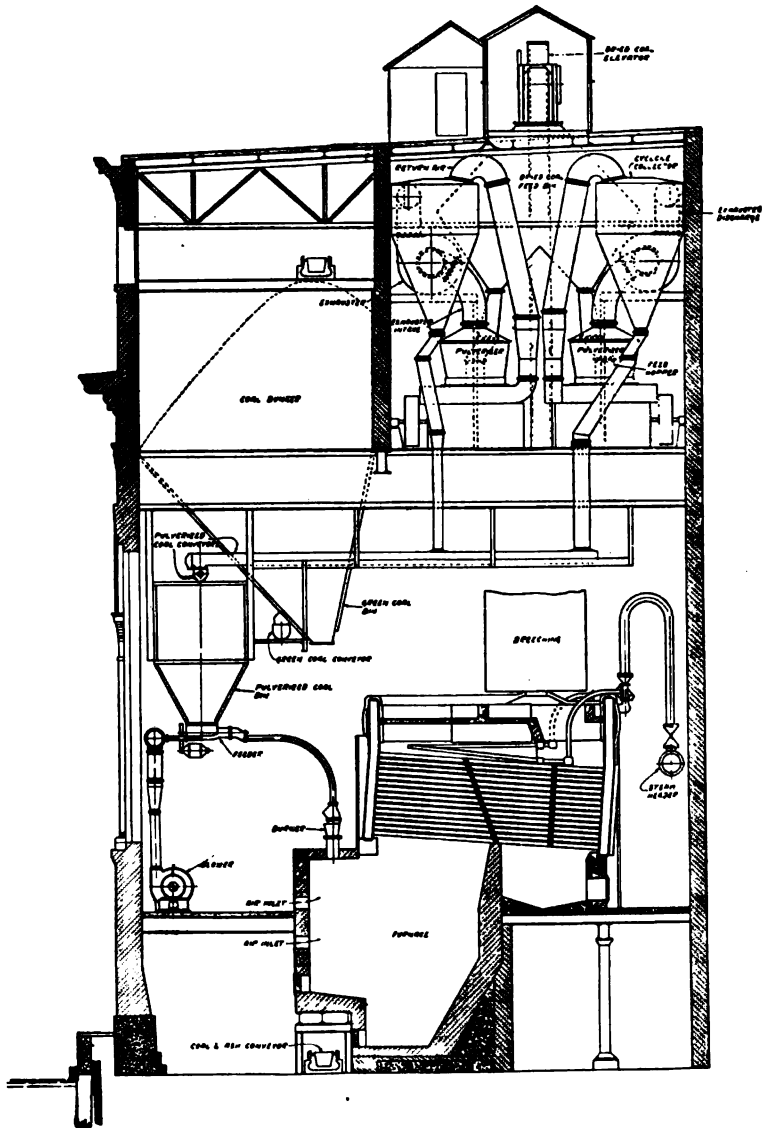 DRIED COAL
ELEVATOR
RETURN AIR
DRIED COAL
FEED BIN
CYCLONE
COLLECTOR
EXHAUSTER
DISCHARGE
EXHAUSTER
EXHAUSTER
INTAKE
PULVERIZER
PULVERIZER
FEED
HOPPER
COAL BUNKER
PULVERIZED
COAL CONVEYOR
GREEN COAL
BIN
GREEN COAL CONVEYOR
BREECHING
PULVERIZED COAL
BIN
FEEDER
STEAM
HEADER
BURNER
BLOWER
AIR INLET
FURNACE
AIR INLET
COAL & ASH CONVEYOR